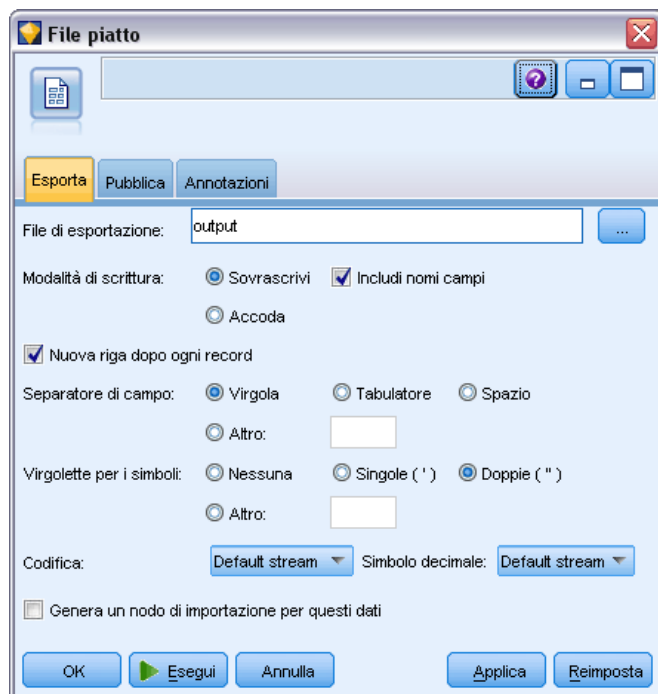 File piatto
Esporta Pubblica Annotazioni
File di esportazione: output ...
Modalità di scrittura: Sovrascrivi Includi nomi campi
Accoda
Nuova riga dopo ogni record
Separatore di campo: Virgola Tabulatore Spazio
Altro:
Virgolette per i simboli: Nessuna Singole ( ' ) Doppie ( " )
Altro:
Codifica: Default stream Simbolo decimale: Default stream
Genera un nodo di importazione per questi dati
OK Esegui Annulla Applica Reimposta